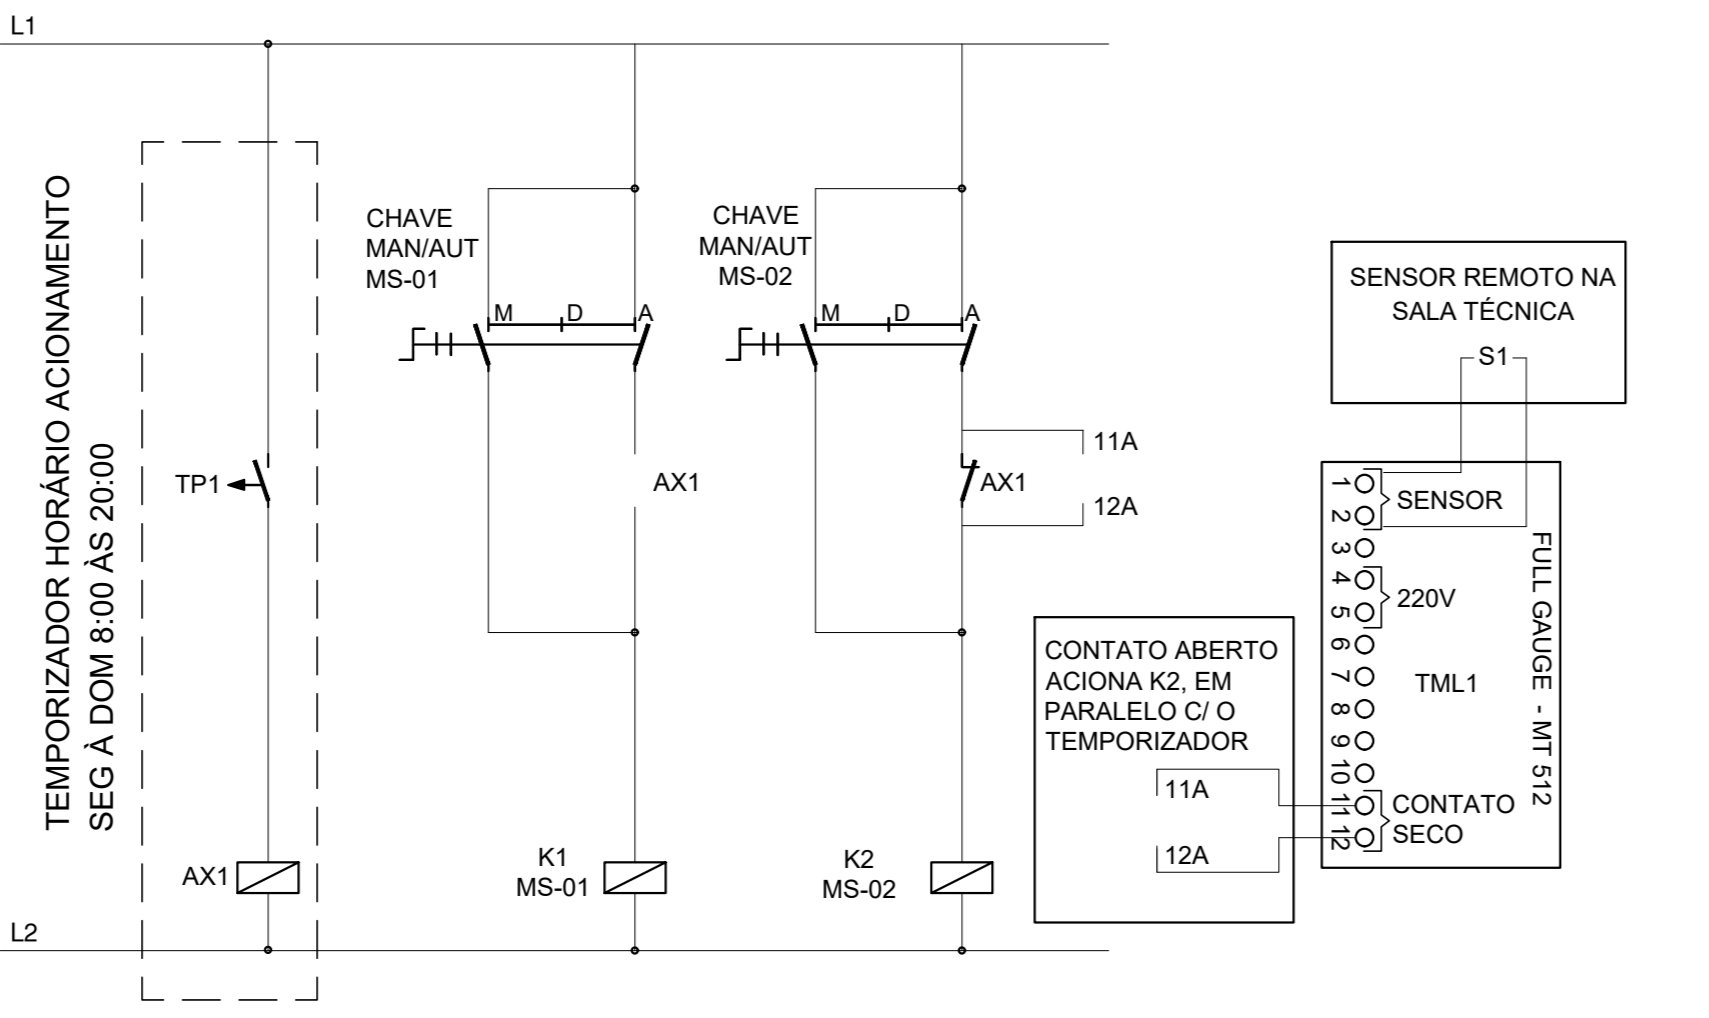 L1
TEMPORIZADOR HORÁRIO ACIONAMENTO
SEG À DOM 8:00 ÀS 20:00
TP1
AX1
CHAVE
MAN/AUT
MS-01
M
D
A
AX1
K1
MS-01
CHAVE
MAN/AUT
MS-02
M
D
A
11A
AX1
12A
K2
MS-02
L2
CONTATO ABERTO
ACIONA K2, EM
PARALELO C/ O
TEMPORIZADOR
11A
12A
SENSOR REMOTO NA
SALA TÉCNICA
S1
1
2
SENSOR
3
4
5
220V
6
7
TML1
8
9
10
11
12
CONTATO
SECO
FULL GAUGE - MT 512